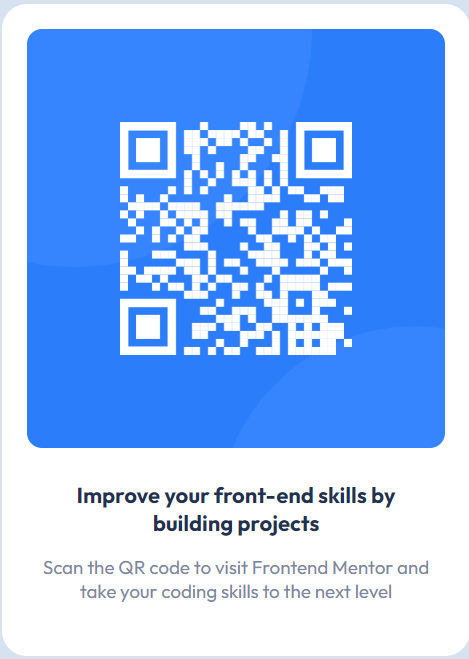 Improve your front-end skills by
building projects
Scan the QR code to visit Frontend Mentor and
take your coding skills to the next level